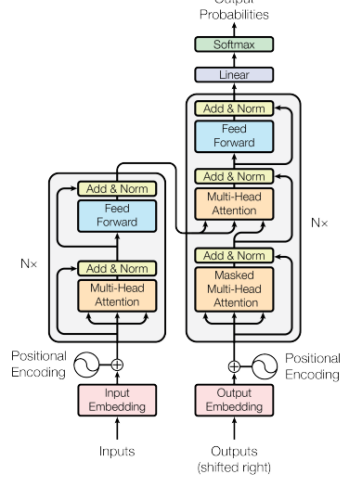 Output
Probabilities
Softmax
Linear
Add & Norm
Feed
Forward
Add & Norm
Multi-Head
Attention
Nx
Add & Norm
Masked
Multi-Head
Attention
Positional
Encoding
Output
Embedding
Outputs
(shifted right)
Add & Norm
Feed
Forward
Nx
Add & Norm
Multi-Head
Attention
Positional
Encoding
Input
Embedding
Inputs